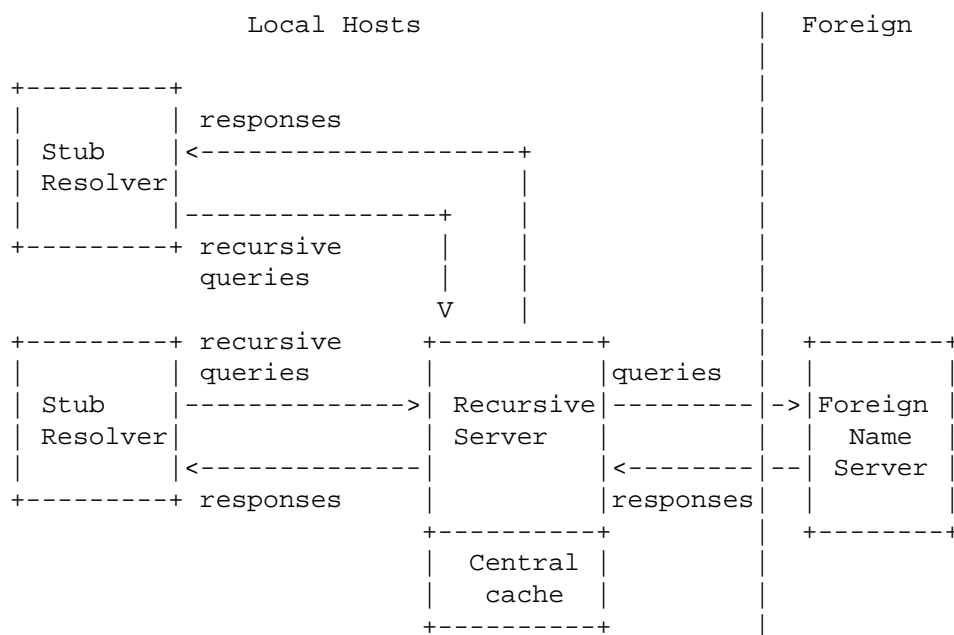 Local Hosts | Foreign
|
+---------+ |
| | responses |
| Stub |<--------------------+ |
| Resolver| | |
| |----------------+ | |
+---------+ recursive | | |
queries | | |
V | |
+---------+ recursive +----------+ | +--------+
| | queries | |queries | | |
| Stub |-------------->| Recursive|---------|->|Foreign |
| Resolver| | Server | | | Name |
| |<--------------| |<--------|--| Server |
+---------+ responses | |responses| | |
+----------+ | +--------+
| Central | |
| cache | |
+----------+ |